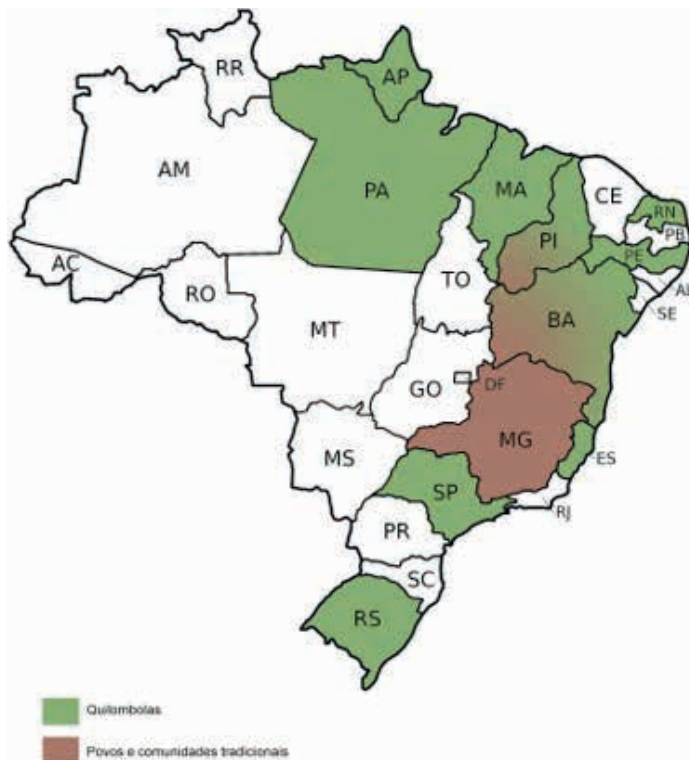 RR
AP
AM
PA
MA
CE
RN
PB
PE
PI
AL
SE
AC
RO
TO
BA
MT
GO
DF
MG
ES
MS
SP
RJ
PR
SC
RS
Quilombolas
Povos e comunidades tradicionais